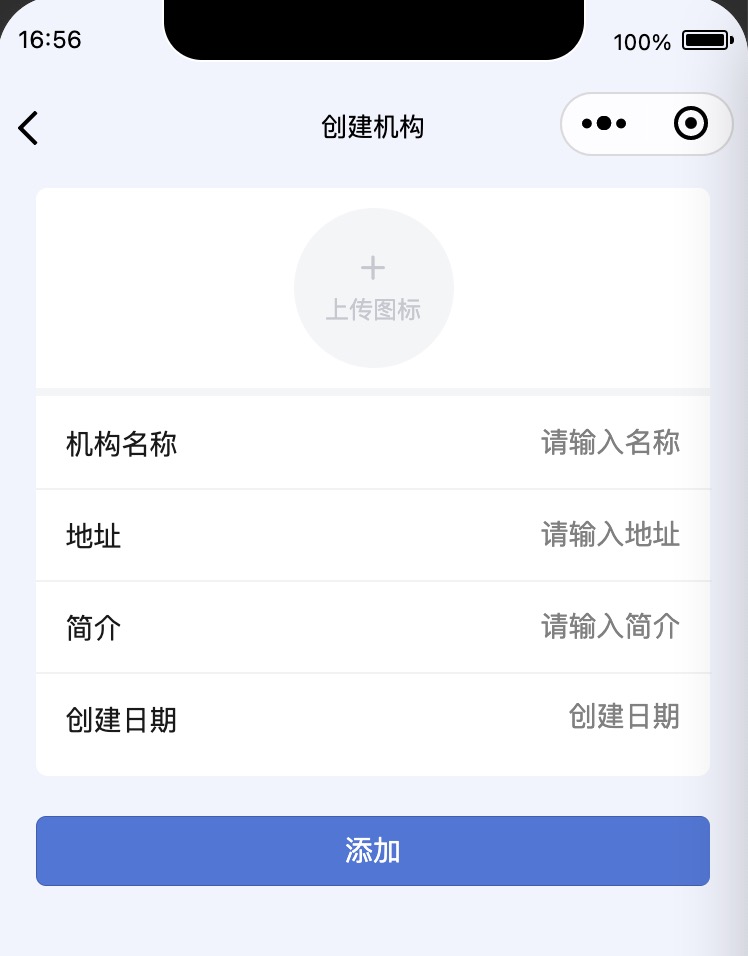 16:56
100%
创建机构
上传图标
机构名称 请输入名称
地址 请输入地址
简介 请输入简介
创建日期 创建日期
添加